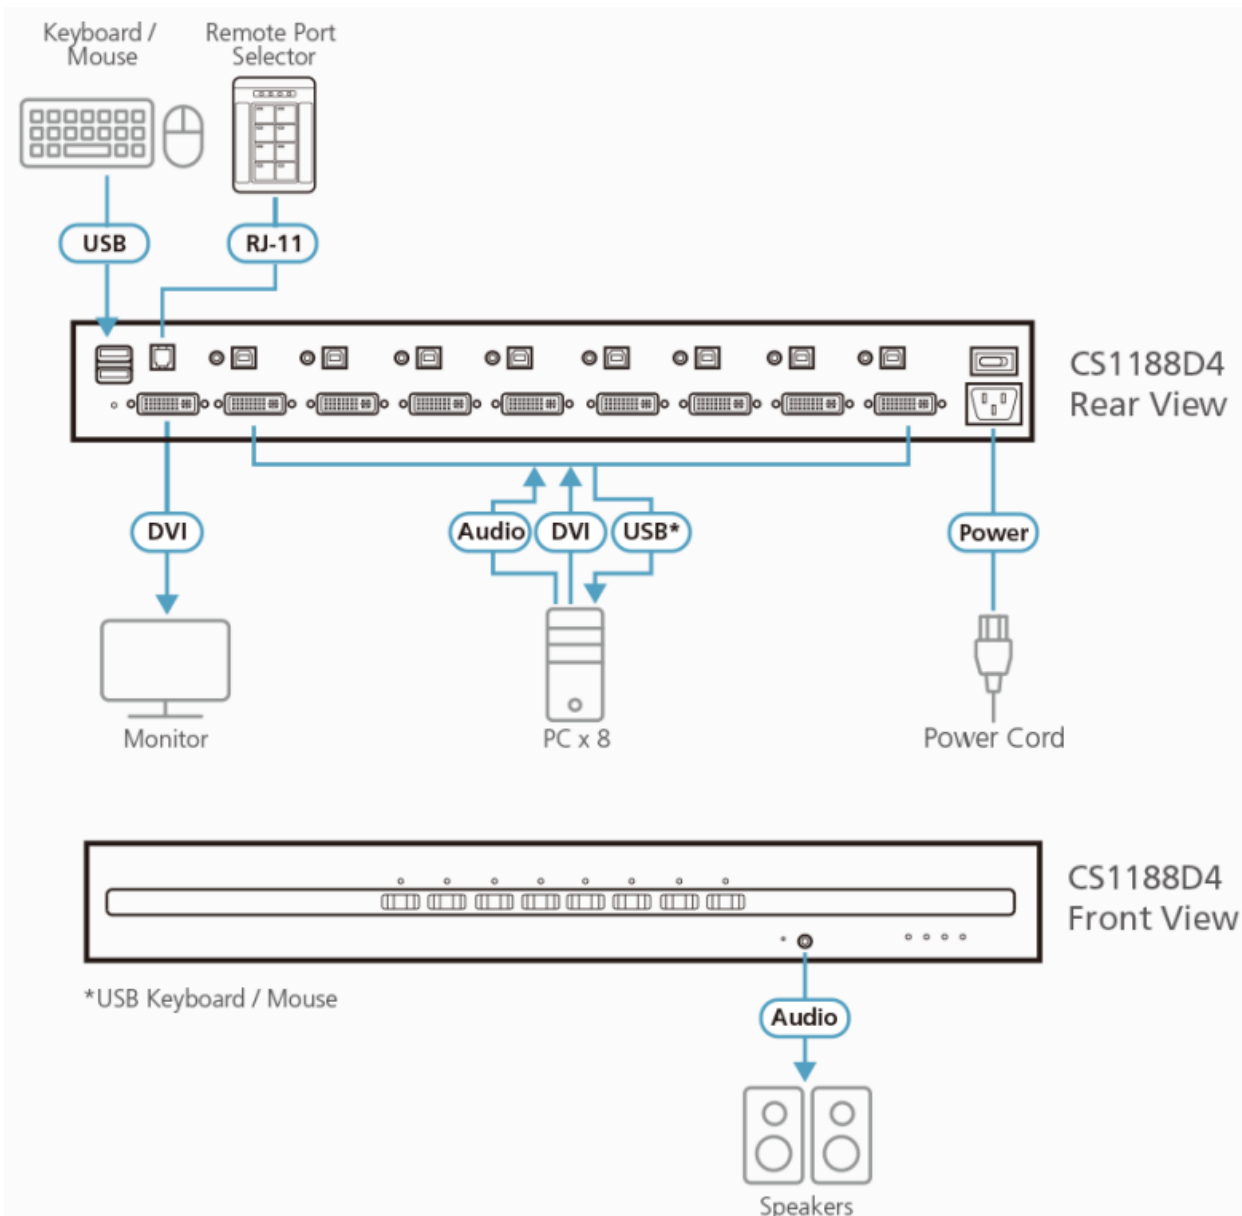 Keyboard /
Mouse
Remote Port
Selector
USB
RJ-11
CS1188D4
Rear View
DVI
Audio
DVI
USB*
Power
Monitor
PC x 8
Power Cord
CS1188D4
Front View
*USB Keyboard / Mouse
Audio
Speakers